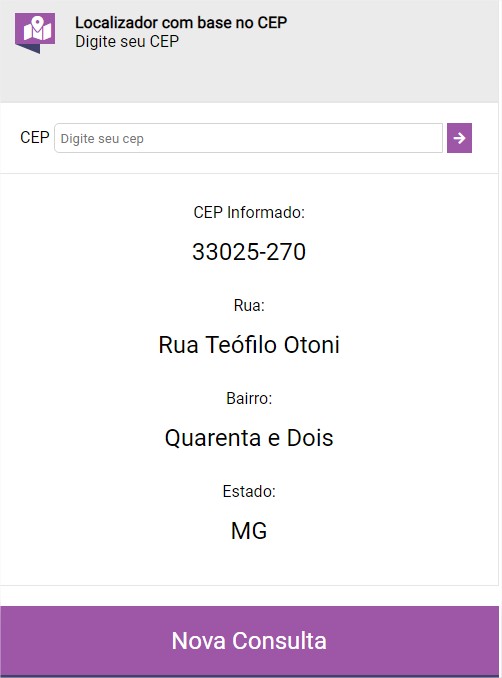 Localizador com base no CEP
Digite seu CEP
CEP Digite seu cep
CEP Informado:
33025-270
Rua:
Rua Teófilo Otoni
Bairro:
Quarenta e Dois
Estado:
MG
Nova Consulta